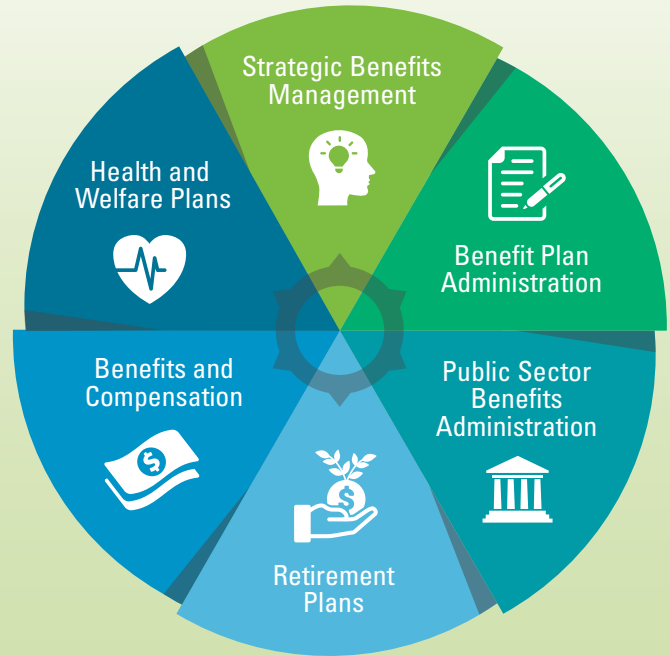 Strategic Benefits
Management
Benefit Plan
Administration
Public Sector
Benefits
Administration
$
Retirement
Plans
Benefits and
Compensation
$
Health and
Welfare Plans